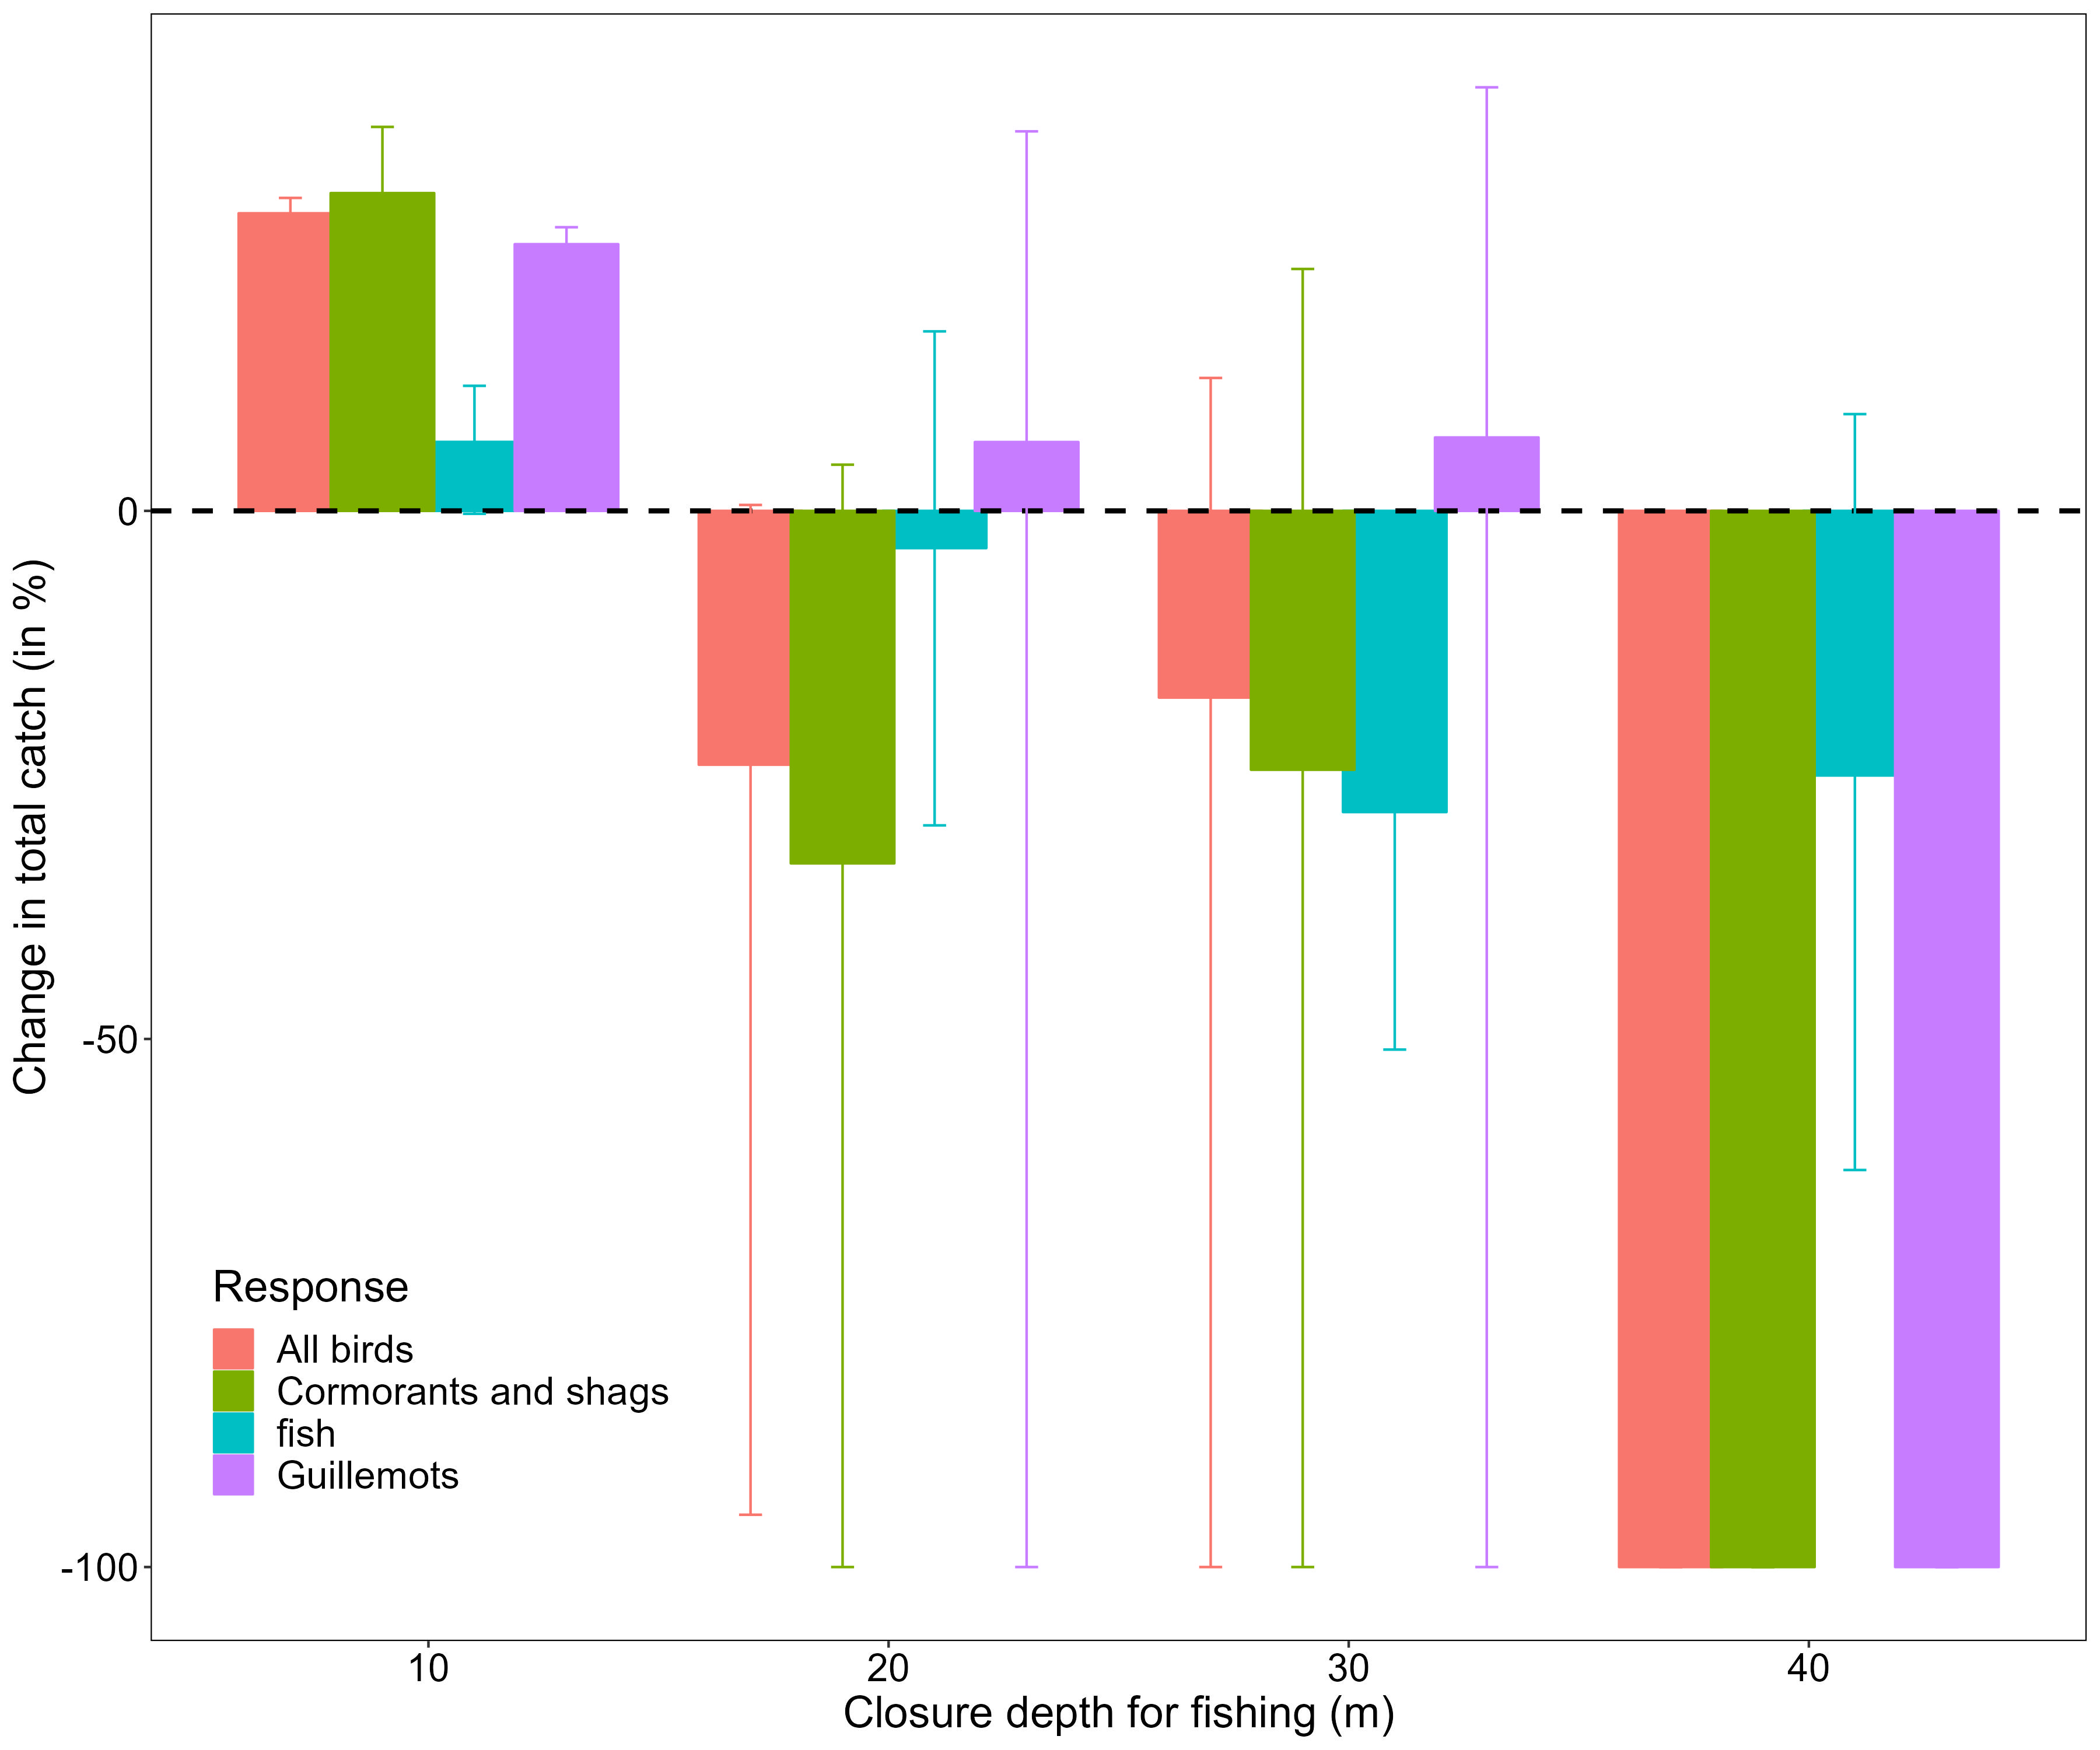 Change in total catch (in %)
0
-50
-100
Response
All birds
Cormorants and shags
fish
Guillemots
10 20 30 40
Closure depth for fishing (m)